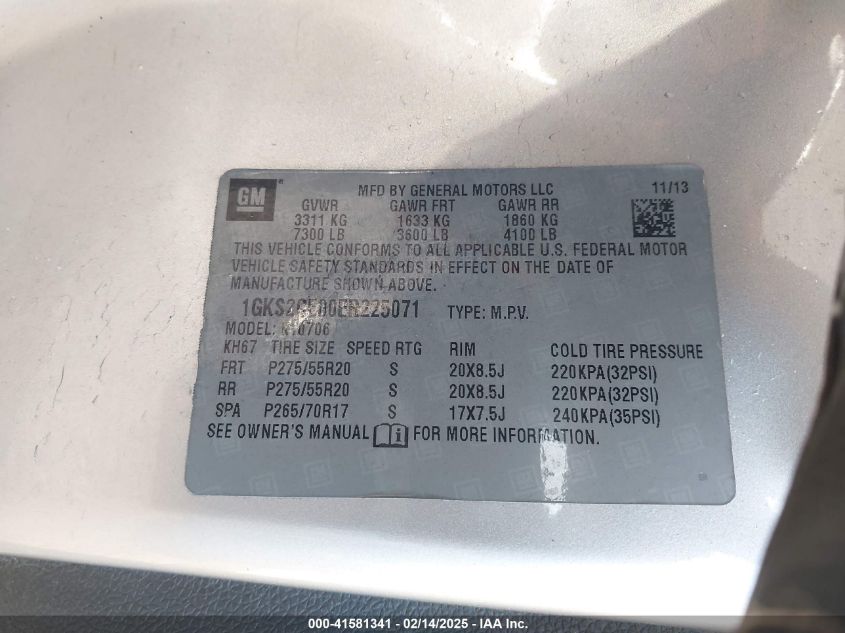 GM
MFD BY GENERAL MOTORS LLC 11/13
GVWR GAWR FRT GAWR RR
3311 KG 1633 KG 1860 KG
7300 LB 3600 LB 4100 LB
THIS VEHICLE CONFORMS TO ALL APPLICABLE U.S. FEDERAL MOTOR
VEHICLE SAFETY STANDARDS IN EFFECT ON THE DATE OF
MANUFACTURE SHOWN ABOVE.
TYPE: M.P.V.
MODEL:
KH67 TIRE SIZE SPEED RTG RIM COLD TIRE PRESSURE
FRT P275/55R20 S 20X8.5J 220KPA(32PSI)
RR P275/55R20 S 20X8.5J 220KPA(32PSI)
SPA P265/70R17 S 17X7.5J 240KPA(35PSI)
SEE OWNER'S MANUAL FOR MORE INFORMATION.
000-41581341 - 02/14/2025 - IAAI Inc.